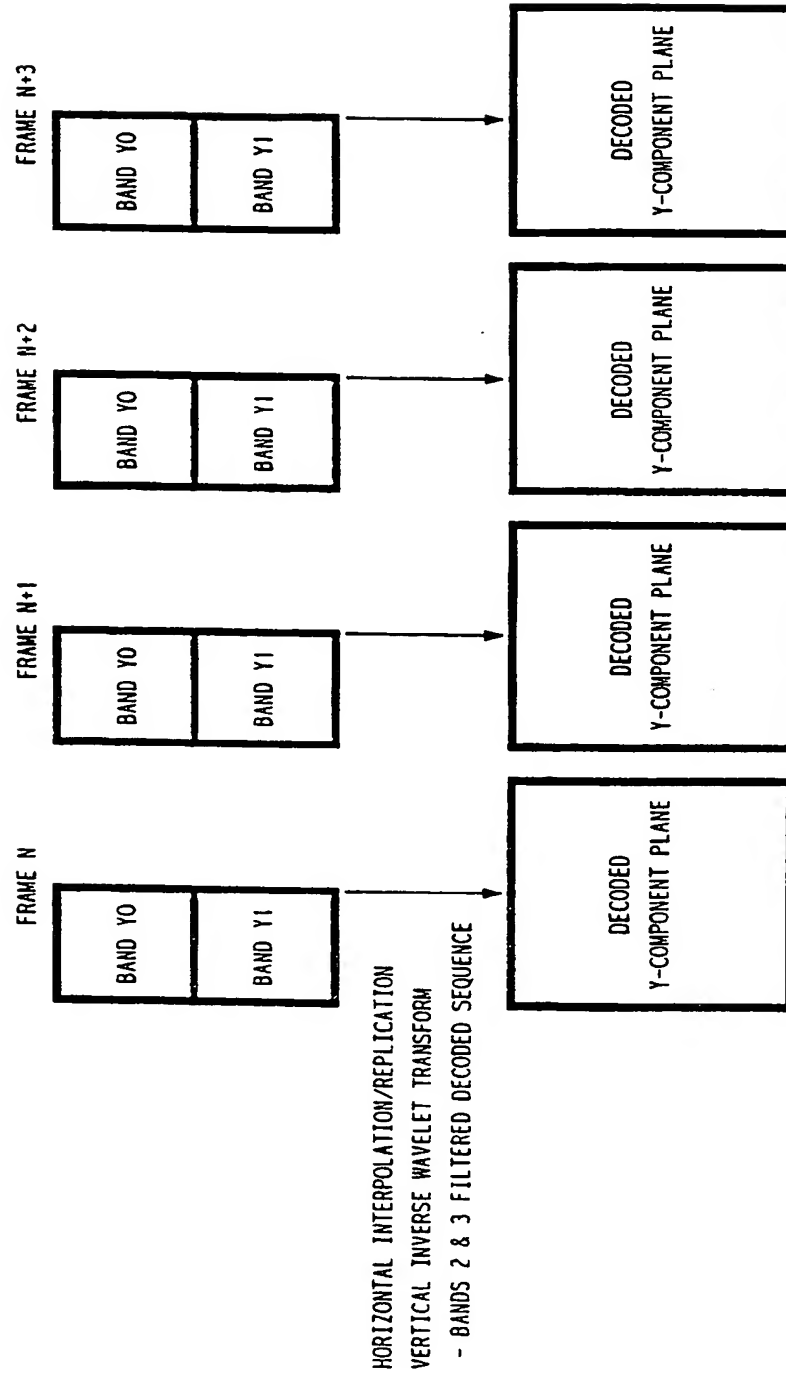 FRAME N
BAND Y0
BAND Y1
FRAME N+1
BAND Y0
BAND Y1
FRAME N+2
BAND Y0
BAND Y1
FRAME N+3
BAND Y0
BAND Y1
HORIZONTAL INTERPOLATION/REPLICATION
VERTICAL INVERSE WAVELET TRANSFORM
- BANDS 2 & 3 FILTERED DECODED SEQUENCE
DECODED
Y-COMPONENT PLANE
DECODED
Y-COMPONENT PLANE
DECODED
Y-COMPONENT PLANE
DECODED
Y-COMPONENT PLANE